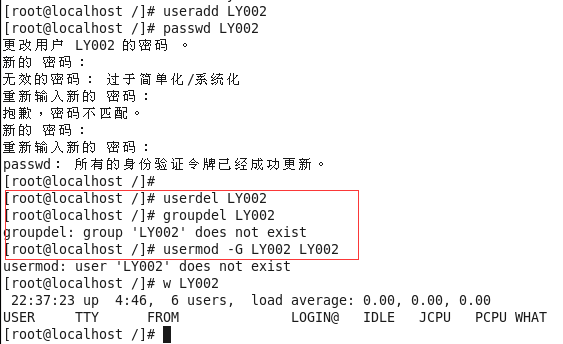 [root@localhost /]# useradd LY002
[root@localhost /]# passwd LY002
更改用户 LY002 的密码 。
新的 密码：
无效的密码： 过于简单化/系统化
重新输入新的 密码：
抱歉，密码不匹配。
新的 密码：
重新输入新的 密码：
passwd： 所有的身份验证令牌已经成功更新。
[root@localhost /]#
[root@localhost /]# userdel LY002
[root@localhost /]# groupdel LY002
groupdel: group 'LY002' does not exist
[root@localhost /]# usermod -G LY002 LY002
usermod: user 'LY002' does not exist
[root@localhost /]# w LY002
22:37:23 up  4:46,  6 users,  load average: 0.00, 0.00, 0.00
USER     TTY      FROM              LOGIN@   IDLE   JCPU   PCPU WHAT
[root@localhost /]#